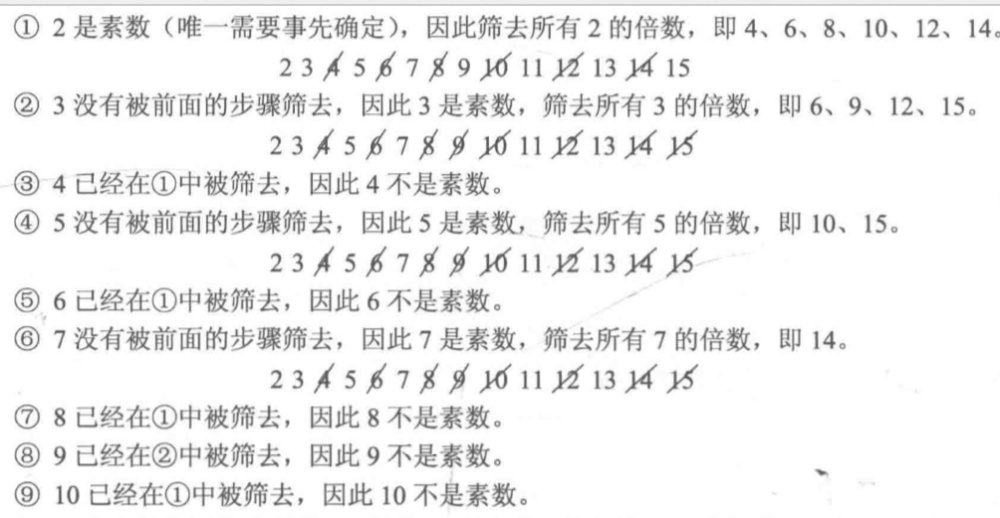 ① 2 是素数（唯一需要事先确定），因此筛去所有 2 的倍数，即 4、6、8、10、12、14。
2 3 4 5 6 7 8 9 10 11 12 13 14 15
② 3 没有被前面的步骤筛去，因此 3 是素数，筛去所有 3 的倍数，即 6、9、12、15。
2 3 4 5 6 7 8 9 10 11 12 13 14 15
③ 4 已经在①中被筛去，因此 4 不是素数。
④ 5 没有被前面的步骤筛去，因此 5 是素数，筛去所有 5 的倍数，即 10、15。
2 3 4 5 6 7 8 9 10 11 12 13 14 15
⑤ 6 已经在①中被筛去，因此 6 不是素数。
⑥ 7 没有被前面的步骤筛去，因此 7 是素数，筛去所有 7 的倍数，即 14。
2 3 4 5 6 7 8 9 10 11 12 13 14 15
⑦ 8 已经在①中被筛去，因此 8 不是素数。
⑧ 9 已经在②中被筛去，因此 9 不是素数。
⑨ 10 已经在①中被筛去，因此 10 不是素数。